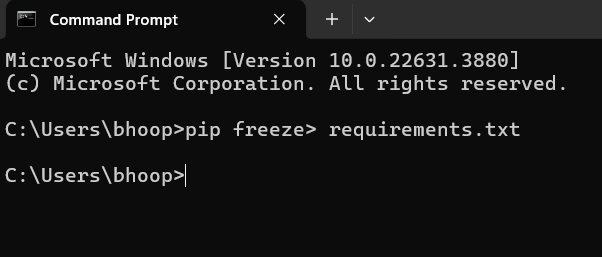 Command Prompt
Microsoft Windows [Version 10.0.22631.3880]
(c) Microsoft Corporation. All rights reserved.
C:\Users\bhoop>pip freeze> requirements.txt
C:\Users\bhoop>